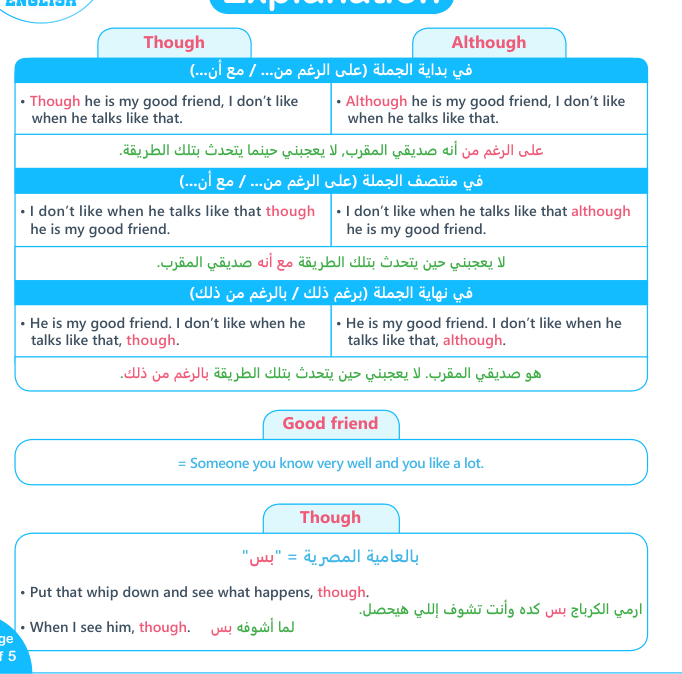 ENGLISH
Explanation
Though
Although
في بداية الجملة (على الرغم من... / مع أن...)
• Though he is my good friend, I don’t like
when he talks like that.
• Although he is my good friend, I don’t like
when he talks like that.
على الرغم من أنه صديقي المقرب, لا يعجبني حينما يتحدث بتلك الطريقة.
في منتصف الجملة (على الرغم من... / مع أن...)
• I don’t like when he talks like that though
he is my good friend.
• I don’t like when he talks like that although
he is my good friend.
لا يعجبني حين يتحدث بتلك الطريقة مع أنه صديقي المقرب.
في نهاية الجملة (برغم ذلك / بالرغم من ذلك)
• He is my good friend. I don’t like when he
talks like that, though.
• He is my good friend. I don’t like when he
talks like that, although.
هو صديقي المقرب. لا يعجبني حين يتحدث بتلك الطريقة بالرغم من ذلك.
Good friend
= Someone you know very well and you like a lot.
Though
بالعامية المصرية = "بس"
• Put that whip down and see what happens, though.
ارمي الكرباج بس كده وأنت تشوف إللي هيحصل.
• When I see him, though. لما أشوفه بس
ge
f 5